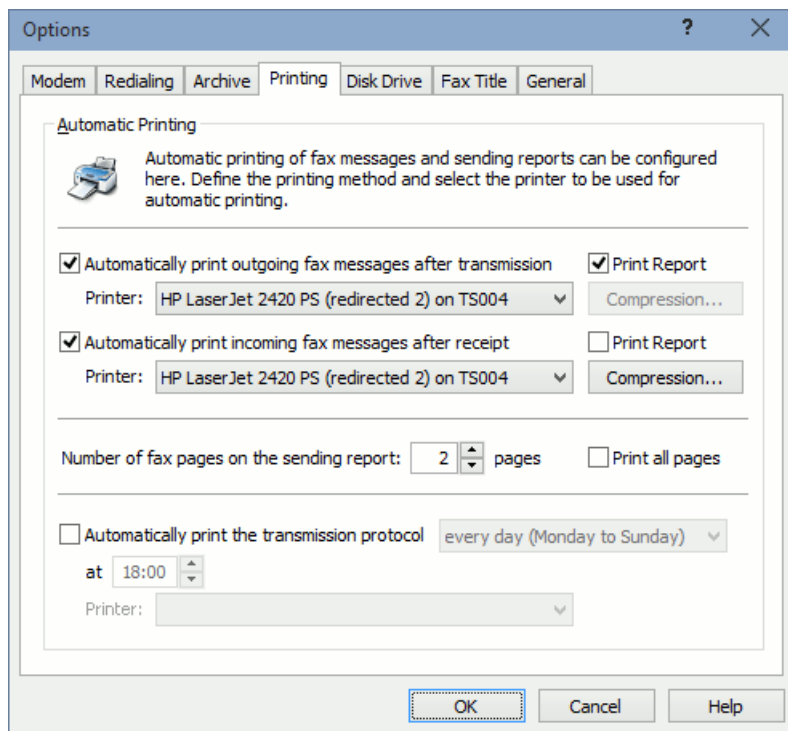 Options ?
Modem Redialing Archive Printing Disk Drive Fax Title General
Automatic Printing
Automatic printing of fax messages and sending reports can be configured
here. Define the printing method and select the printer to be used for
automatic printing.
Automatically print outgoing fax messages after transmission Print Report
Printer: HP LaserJet 2420 PS (redirected 2) on TS004 Compression...
Automatically print incoming fax messages after receipt Print Report
Printer: HP LaserJet 2420 PS (redirected 2) on TS004 Compression...
Number of fax pages on the sending report: 2 pages Print all pages
Automatically print the transmission protocol every day (Monday to Sunday)
at 18:00
Printer:
OK Cancel Help